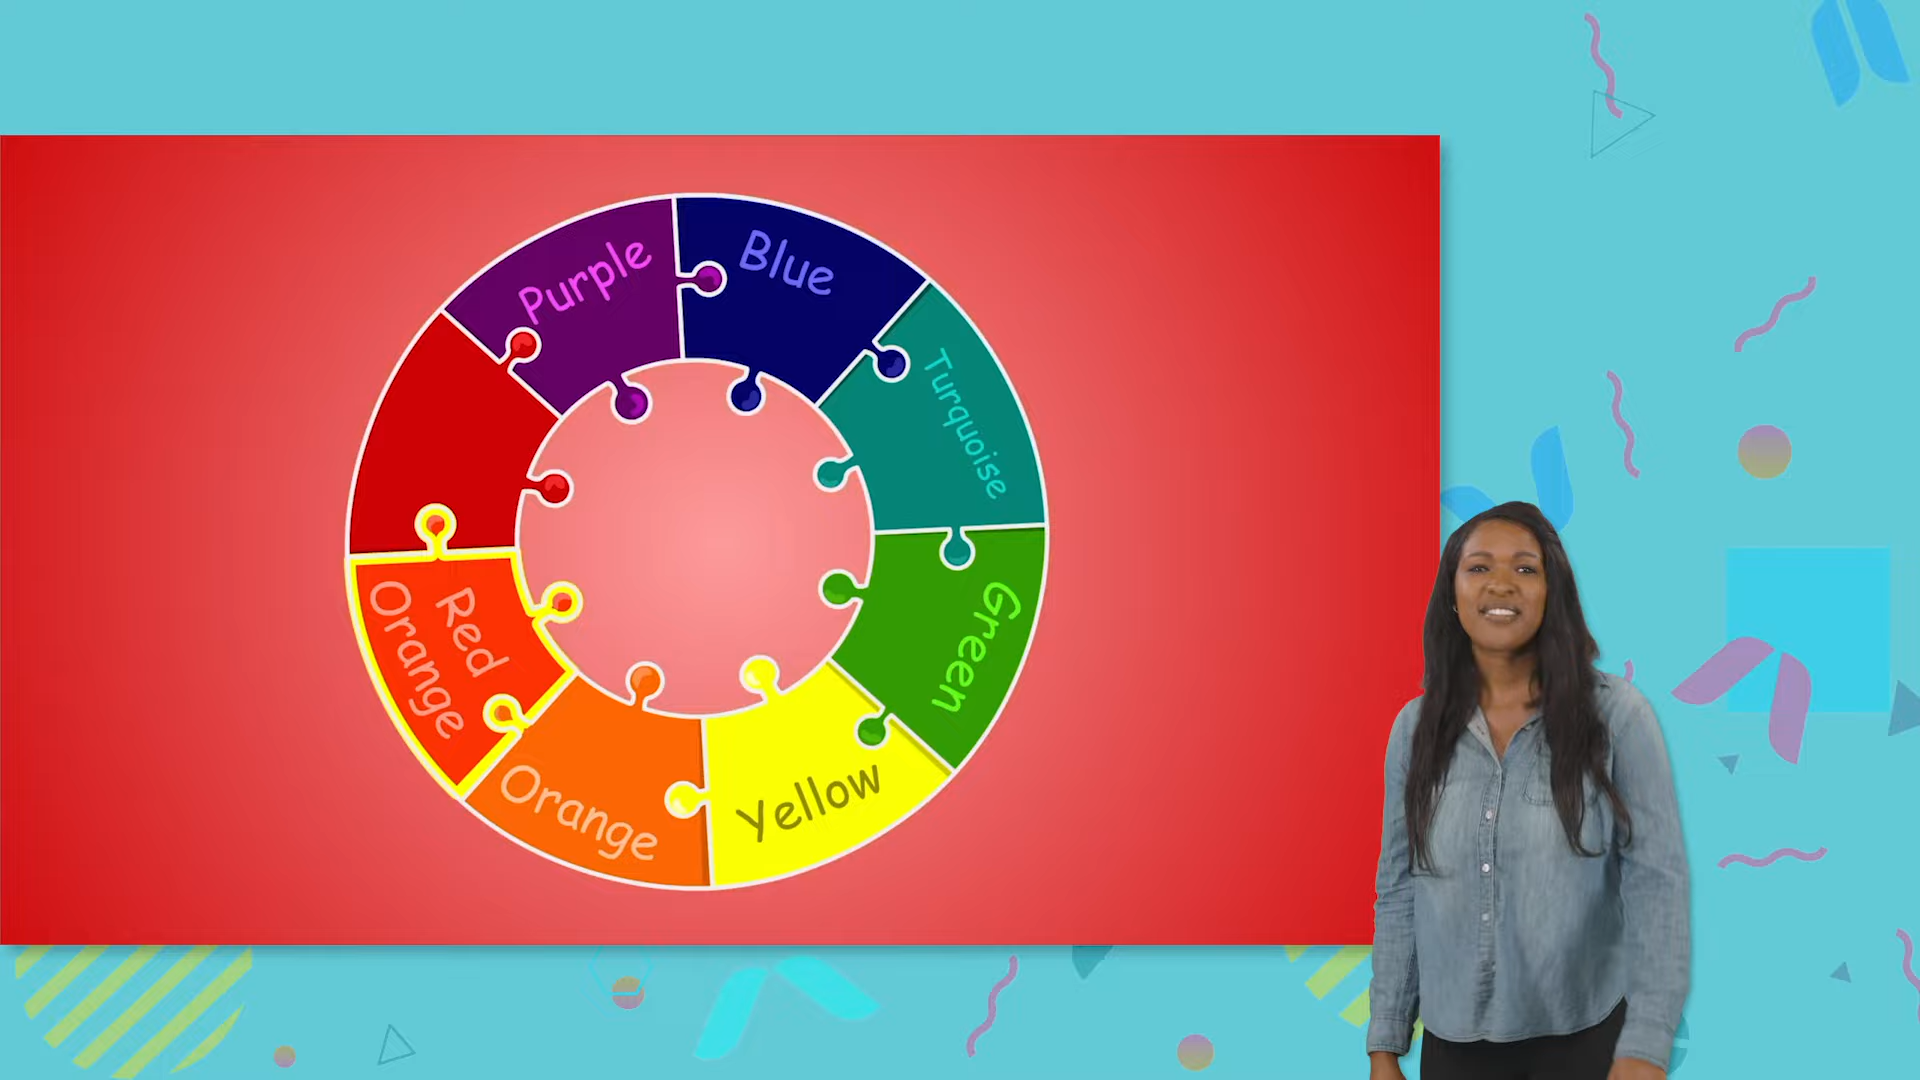 Purple
Blue
Turquoise
Green
Yellow
Orange
Red
Orange